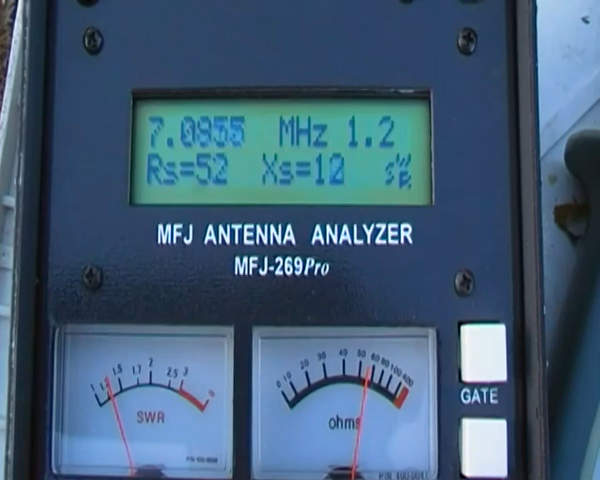 7.0855 MHz 1.2
Rs=52 Xs=10 SWR
MFJ ANTENNA ANALYZER
MFJ-269Pro
1 1.5 1.7 2 2.5 3
SWR
0 10 20 30 40 50 60 80 100
ohms
GATE